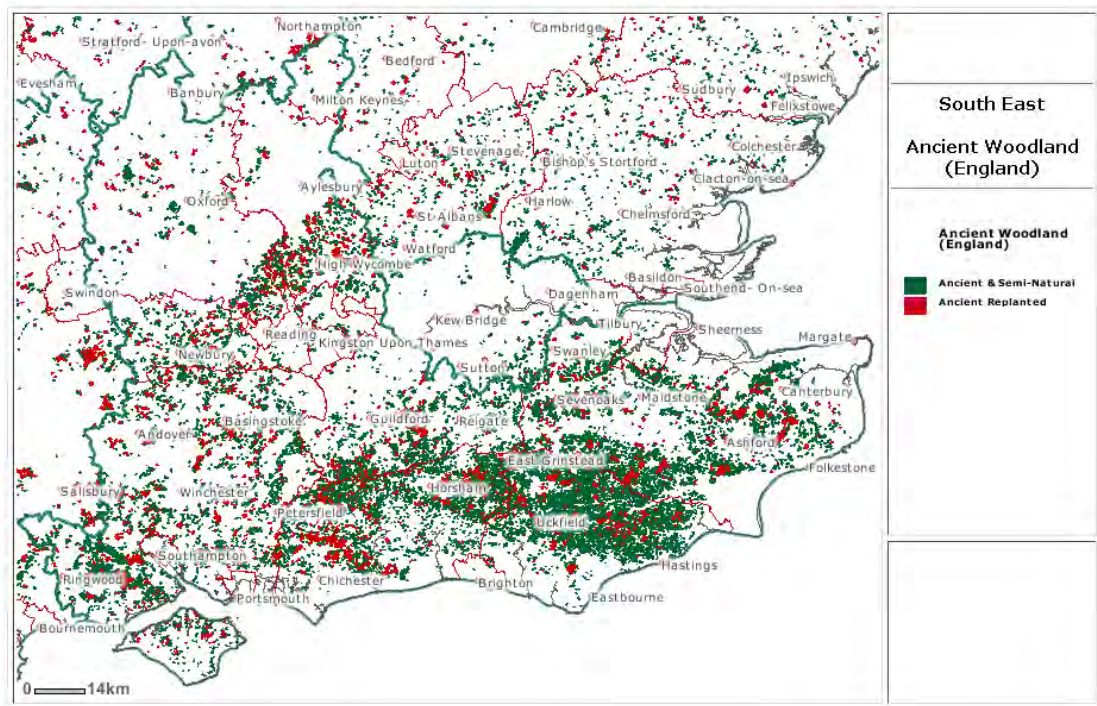 Northampton
Cambridge
Stratford- Upon-avon
Bedford
Evesham
Banbury
Milton Keynes
Ipswich
Sudbury
Felixstowe
Stevenage
Luton
Bishop's Stortford
Colchester
Aylesbury
Clacton-on-sea
Oxford
St Albans
Harlow
Chelmsford
Watford
High Wycombe
Basildon
Southend- On-sea
Swindon
Dagenham
Kew Bridge
Tilbury
Sheerness
Reading
Kingston Upon Thames
Margate
Newbury
Swanley
Sutton
Canterbury
Sevenoaks
Maidstone
Basingstoke
Guildford
Reigate
Andover
Ashford
East Grinstead
Folkestone
Salisbury
Winchester
Horsham
Petersfield
Uckfield
Southampton
Hastings
Ringwood
Chichester
Brighton
Portsmouth
Eastbourne
Bournemouth
0 14km
South East
Ancient Woodland
(England)
Ancient Woodland
(England)
Ancient & Semi-Natural
Ancient Replanted